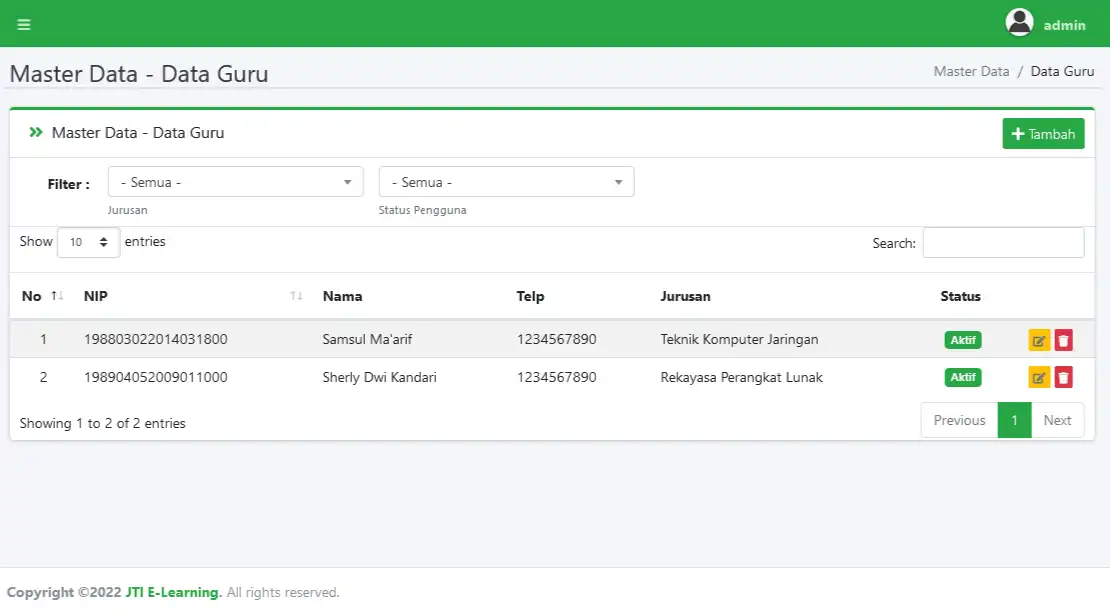 admin
Master Data - Data Guru
Master Data / Data Guru
Master Data - Data Guru
Tambah
Filter :
- Semua -
- Semua -
Jurusan
Status Pengguna
Show 10 entries
Search:
No NIP Nama Telp Jurusan Status
1 198803022014031800 Samsul Ma'arif 1234567890 Teknik Komputer Jaringan Aktif
2 198904052009011000 Sherly Dwi Kandari 1234567890 Rekayasa Perangkat Lunak Aktif
Showing 1 to 2 of 2 entries
Previous 1 Next
Copyright ©2022 JTI E-Learning. All rights reserved.